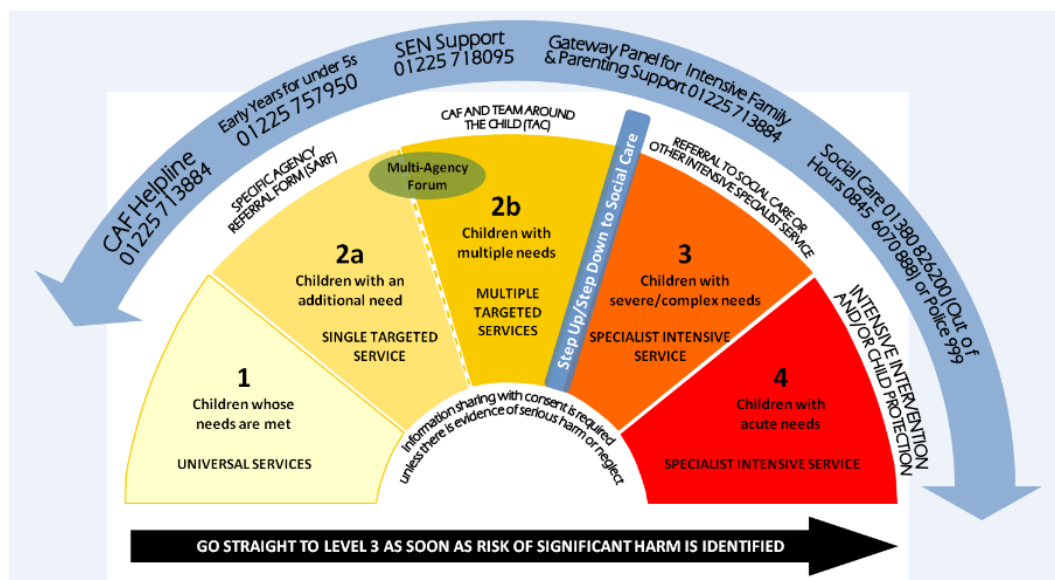 CAF Helpline
01225 713884
Early Years for under 5s
01225 757950
SEN Support
01225 718095
Gateway Panel for Intensive Family
& Parenting Support 01225 713884
Social Care 01380 826200 (Out of
Hours 0845 6070 888) or Police 999
SPECIFIC AGENCY
REFERRAL FORM (SARF)
CAF AND TEAM AROUND
THE CHILD (TAC)
REFERRAL TO SOCIAL CARE OR
OTHER INTENSIVE SPECIALIST SERVICE
INTENSIVE INTERVENTION
AND/OR CHILD PROTECTION
1
Children whose
needs are met
UNIVERSAL SERVICES
2a
Children with an
additional need
SINGLE TARGETED
SERVICE
Multi-Agency
Forum
2b
Children with
multiple needs
MULTIPLE
TARGETED
SERVICES
Step Up/Step Down to Social Care
3
Children with
severe/complex needs
SPECIALIST INTENSIVE
SERVICE
4
Children with
acute needs
SPECIALIST INTENSIVE SERVICE
Information sharing with consent is required
unless there is evidence of serious harm or neglect
GO STRAIGHT TO LEVEL 3 AS SOON AS RISK OF SIGNIFICANT HARM IS IDENTIFIED